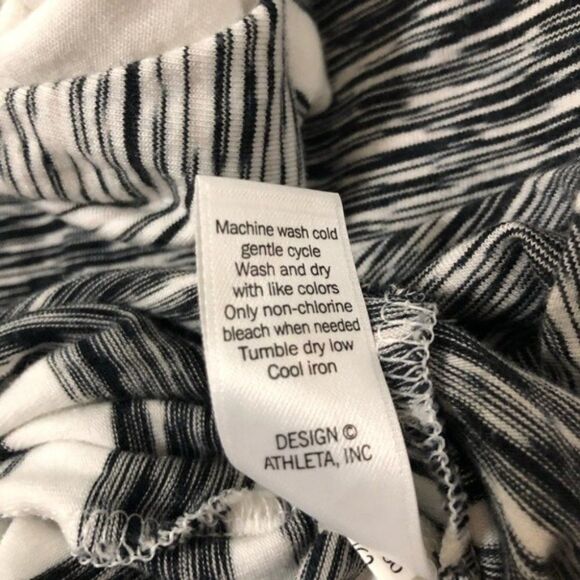 Machine wash cold
gentle cycle
Wash and dry
with like colors
Only non-chlorine
bleach when needed
Tumble dry low
Cool iron
DESIGN ©
ATHLETA, INC